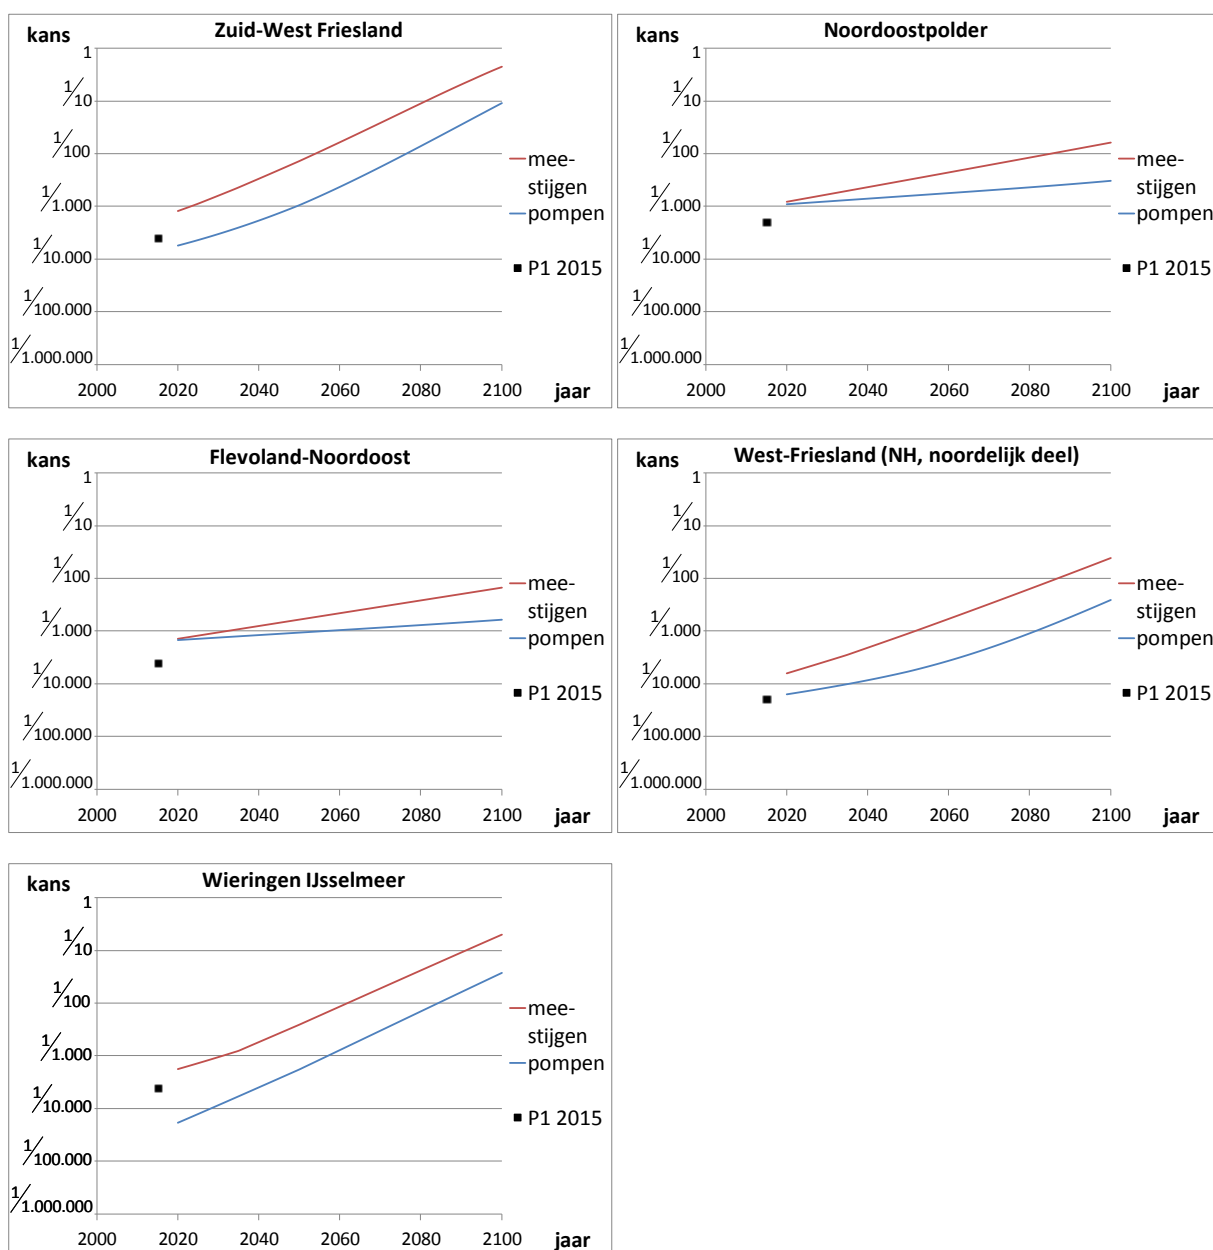 Zuid-West Friesland
kans
1
1/10
1/100
1/1.000
1/10.000
1/100.000
1/1.000.000
2000 2020 2040 2060 2080 2100 jaar
mee-
stijgen
pompen
P1 2015
Noordoostpolder
kans
1
1/10
1/100
1/1.000
1/10.000
1/100.000
1/1.000.000
2000 2020 2040 2060 2080 2100 jaar
mee-
stijgen
pompen
P1 2015
Flevoland-Noordoost
kans
1
1/10
1/100
1/1.000
1/10.000
1/100.000
1/1.000.000
2000 2020 2040 2060 2080 2100 jaar
mee-
stijgen
pompen
P1 2015
West-Friesland (NH, noordelijk deel)
kans
1
1/10
1/100
1/1.000
1/10.000
1/100.000
1/1.000.000
2000 2020 2040 2060 2080 2100 jaar
mee-
stijgen
pompen
P1 2015
Wieringen IJsselmeer
kans
1
1/10
1/100
1/1.000
1/10.000
1/100.000
1/1.000.000
2000 2020 2040 2060 2080 2100 jaar
mee-
stijgen
pompen
P1 2015